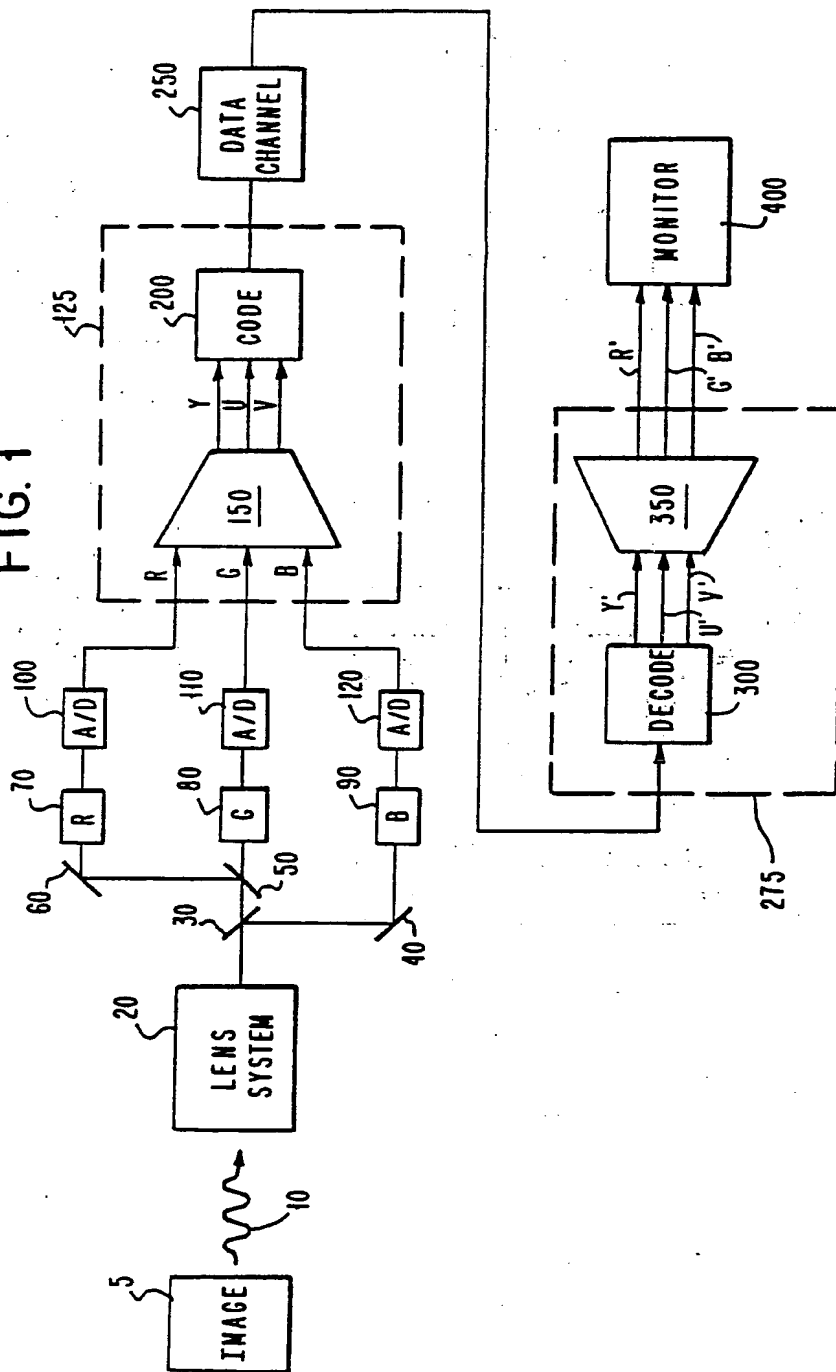 FIG. 1
5
IMAGE
10
20
LENS
SYSTEM
30
40
50
60
70
R
80
G
90
B
100
A/D
110
A/D
120
A/D
R
G
B
125
150
Y
U
V
200
CODE
250
DATA
CHANNEL
275
DECODE
300
Y'
U'
V'
350
R'
G'
B'
MONITOR
400